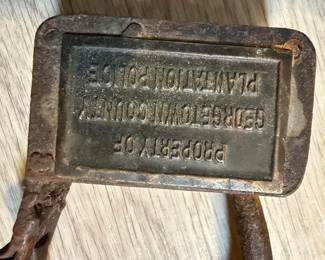 PROPERTY OF
GEORGETOWN COUNTY
PLANTATION POLICE